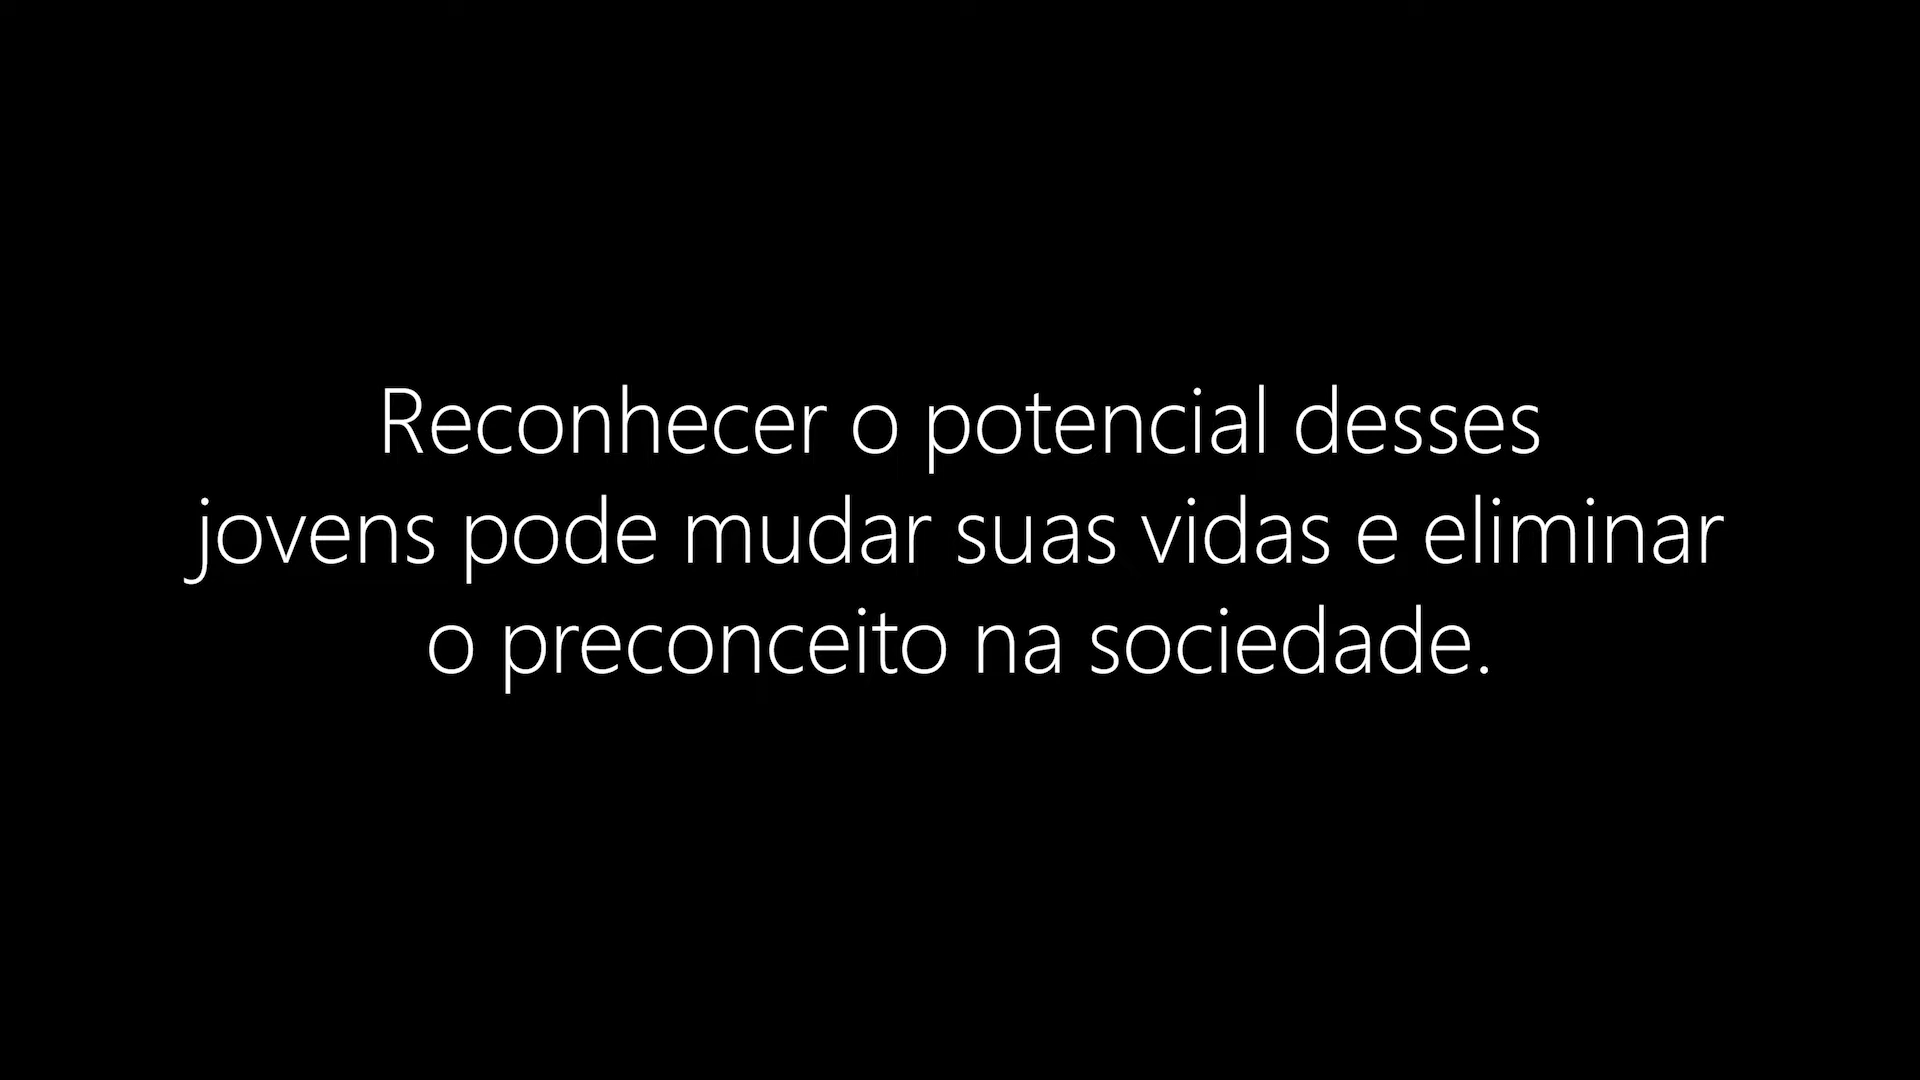 Reconhecer o potencial desses
jovens pode mudar suas vidas e eliminar
o preconceito na sociedade.